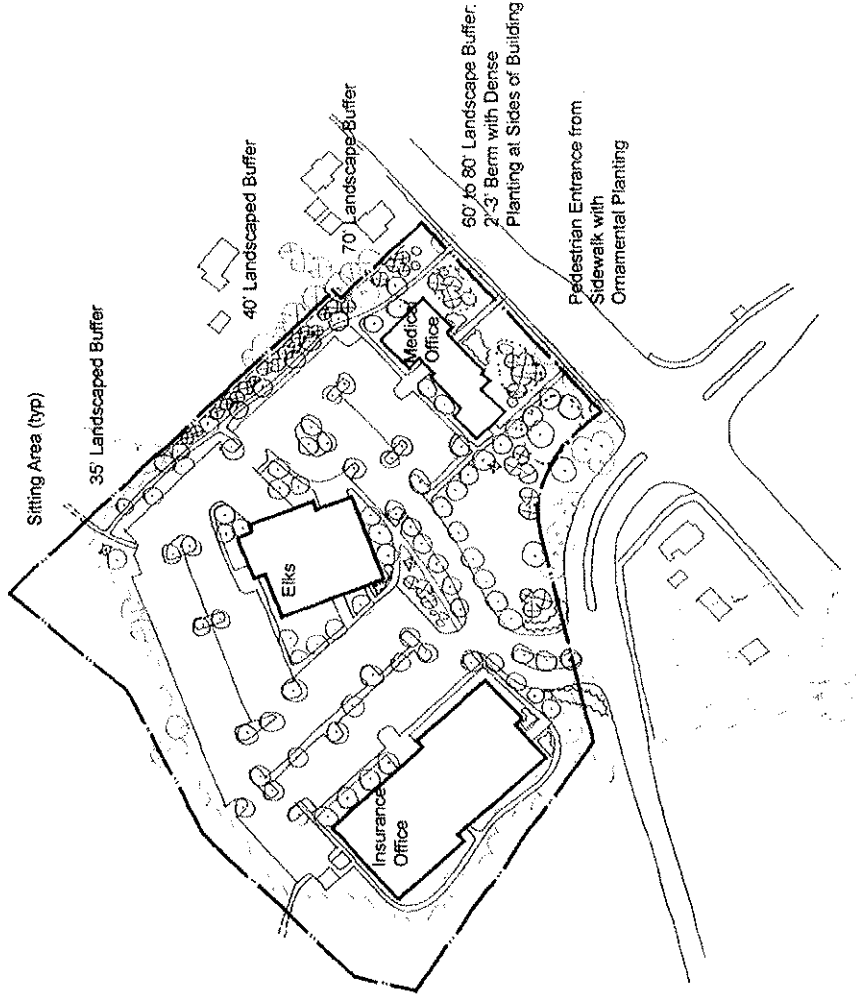 Sitting Area (typ)
35' Landscaped Buffer
40' Landscaped Buffer
70' Landscape Buffer
60' to 80' Landscape Buffer.
2'-3' Berm with Dense
Planting at Sides of Building
Pedestrian Entrance from
Sidewalk with
Ornamental Planting
Medical
Office
Elks
Insurance
Office